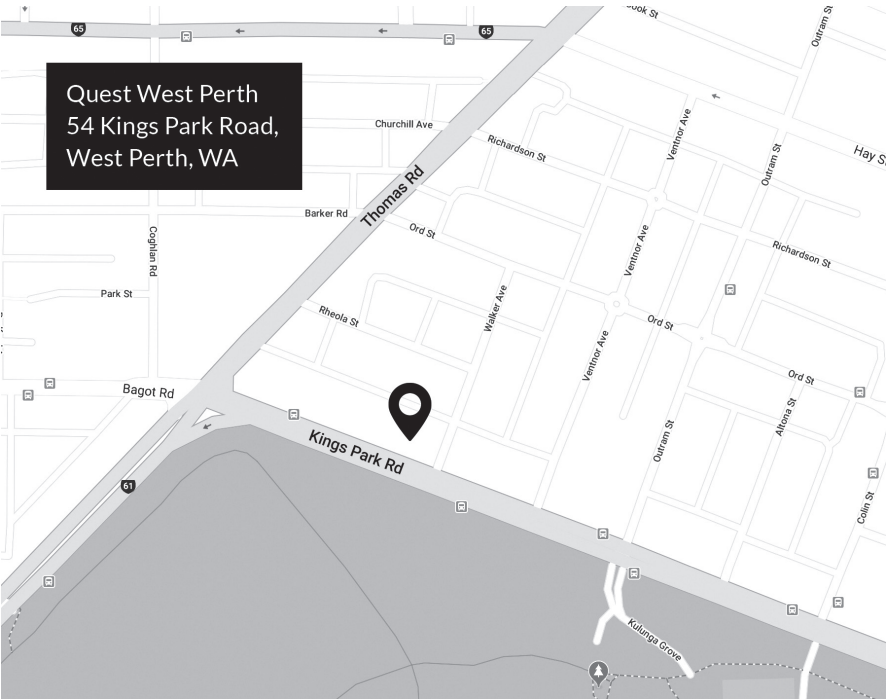 ook St
Outram St
65
65
Quest West Perth
54 Kings Park Road,
West Perth, WA
Churchill Ave
Richardson St
Ventnor Ave
Outram St
Hay S
Thomas Rd
Barker Rd
Ord St
Coghlan Rd
Ventnor Ave
Richardson St
Park St
Rheola St
Walker Ave
Ord St
Ventnor Ave
Bagot Rd
Ord St
Altona St
Kings Park Rd
Outram St
61
Colin St
Kulunga Grove